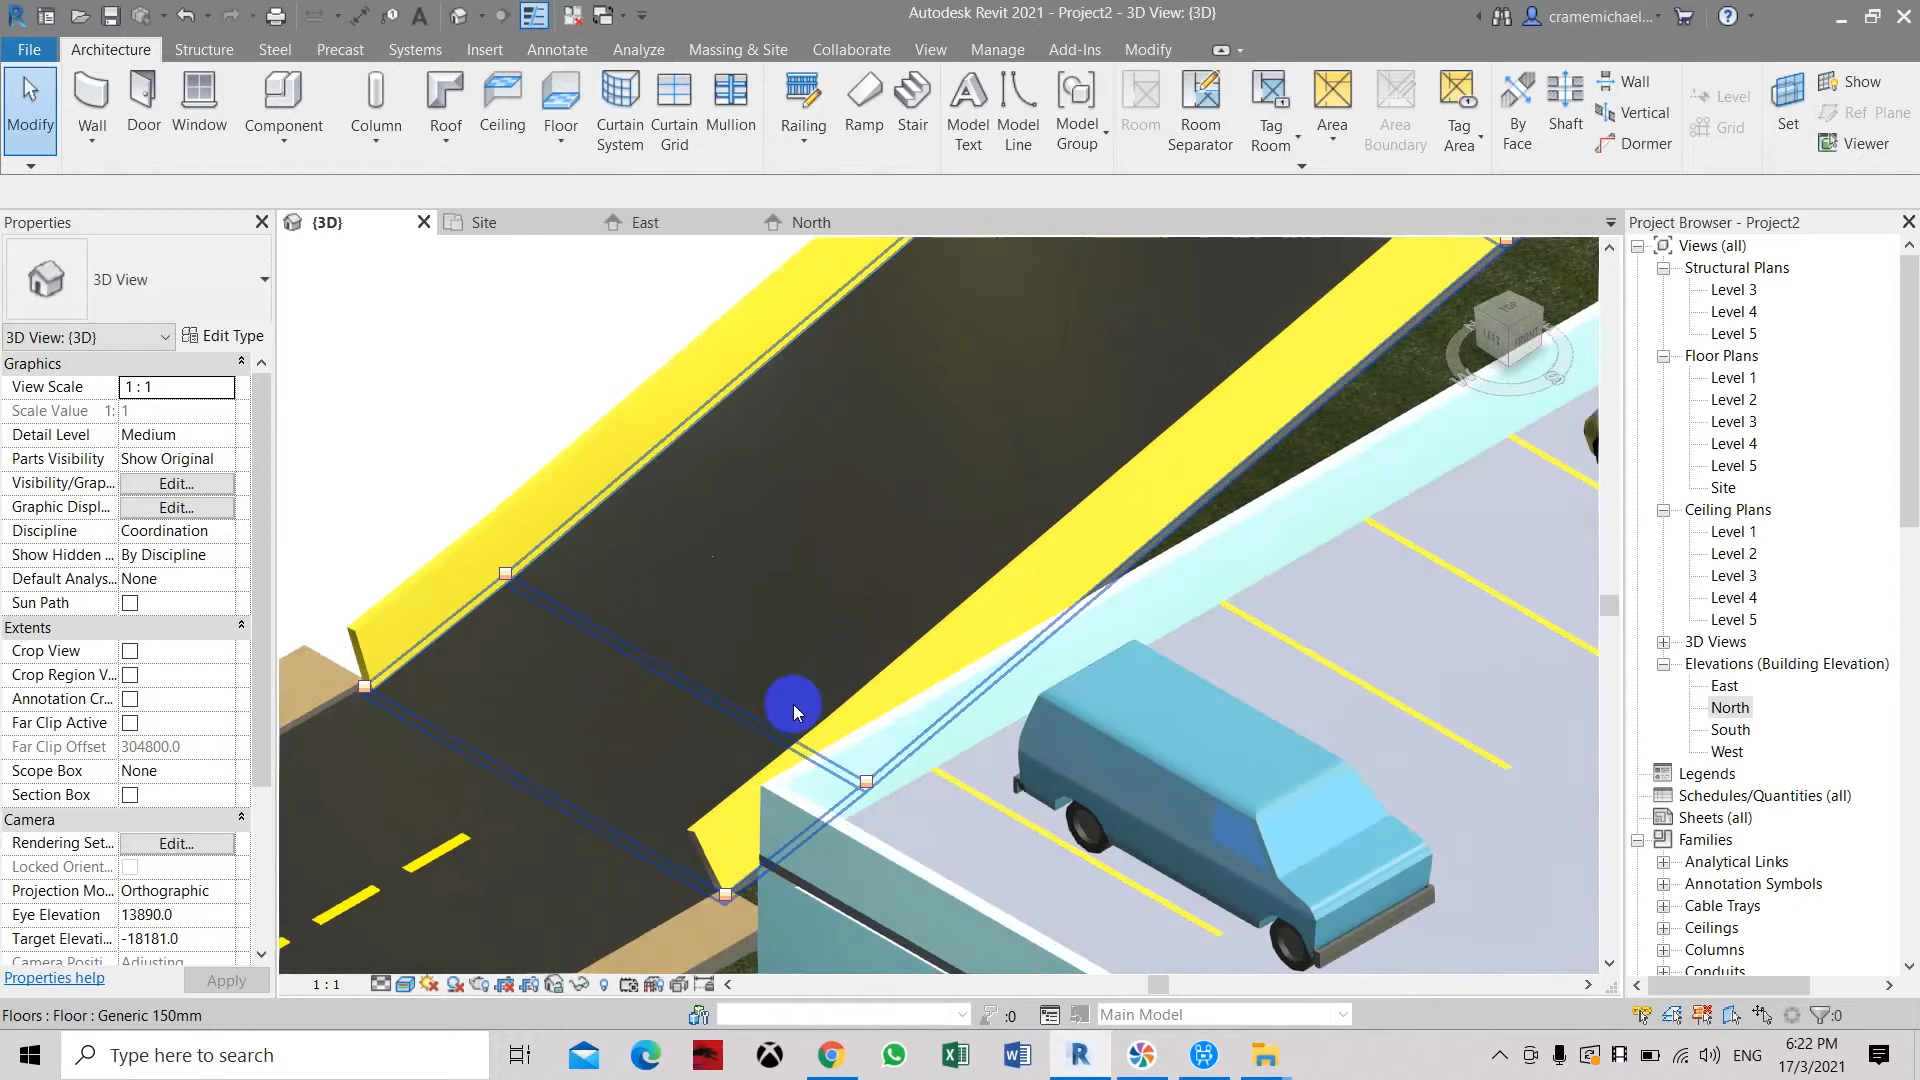 Autodesk Revit 2021 - Project2 - 3D View: {3D}
cramemichael...
File
Architecture
Structure
Steel
Precast
Systems
Insert
Annotate
Analyze
Massing & Site
Collaborate
View
Manage
Add-Ins
Modify
Modify
Wall
Door
Window
Component
Column
Roof
Ceiling
Floor
Curtain System
Curtain Grid
Mullion
Railing
Ramp
Stair
Model Text
Model Line
Model Group
Room
Room Separator
Tag Room
Area
Area Boundary
Tag Area
By Face
Shaft
Wall
Vertical
Dormer
Level
Grid
Set
Show
Ref Plane
Viewer
Properties
{3D}
Site
East
North
Project Browser - Project2
3D View
3D View: {3D}
Edit Type
Graphics
View Scale 1 : 1
Scale Value 1: 1
Detail Level Medium
Parts Visibility Show Original
Visibility/Grap... Edit...
Graphic Displ... Edit...
Discipline Coordination
Show Hidden ... By Discipline
Default Analys... None
Sun Path
Extents
Crop View
Crop Region V...
Annotation Cr...
Far Clip Active
Far Clip Offset 304800.0
Scope Box None
Section Box
Camera
Rendering Set... Edit...
Locked Orient...
Projection Mo... Orthographic
Eye Elevation 13890.0
Target Elevati... -18181.0
Camera Positi... Adjusting
Properties help
Apply
TOP
LEFT
FRONT
Views (all)
Structural Plans
Level 3
Level 4
Level 5
Floor Plans
Level 1
Level 2
Level 3
Level 4
Level 5
Site
Ceiling Plans
Level 1
Level 2
Level 3
Level 4
Level 5
3D Views
Elevations (Building Elevation)
East
North
South
West
Legends
Schedules/Quantities (all)
Sheets (all)
Families
Analytical Links
Annotation Symbols
Cable Trays
Ceilings
Columns
Conduits
1 : 1
Floors : Floor : Generic 150mm
:0
Main Model
:0
Type here to search
ENG
6:22 PM
17/3/2021